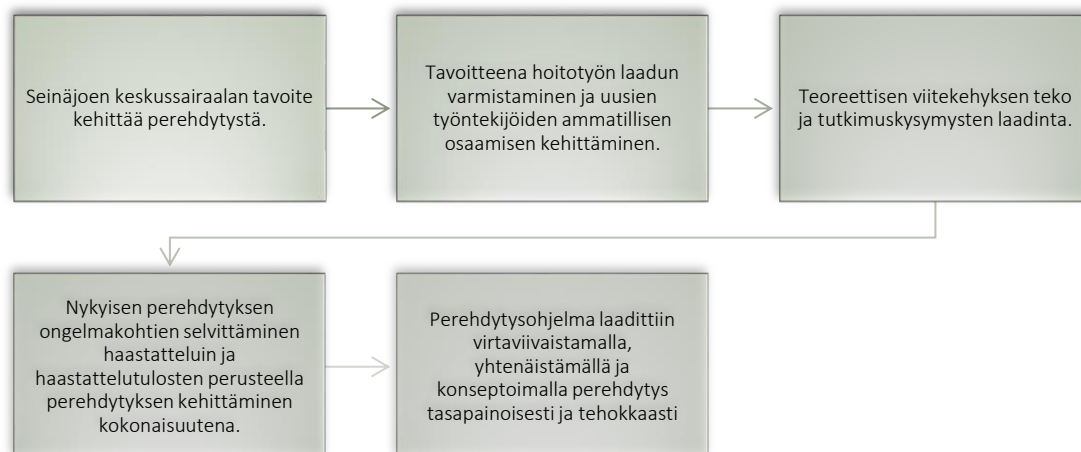 Seinäjoen keskussairaalan tavoite
kehittää perehdytystä.
Tavoitteena hoitotyön laadun
varmistaminen ja uusien
työntekijöiden ammatillisen
osaamisen kehittäminen.
Teoreettisen viitekehyksen teko
ja tutkimuskysymysten laadinta.
Nykyisen perehdytyksen
ongelmakohtien selvittäminen
haastatteluin ja
haastattelutulosten perusteella
perehdytyksen kehittäminen
kokonaisuutena.
Perehdytysohjelma laadittiin
virtaviivaistamalla,
yhtenäistämällä ja
konseptoimalla perehdytys
tasapainoisesti ja tehokkaasti